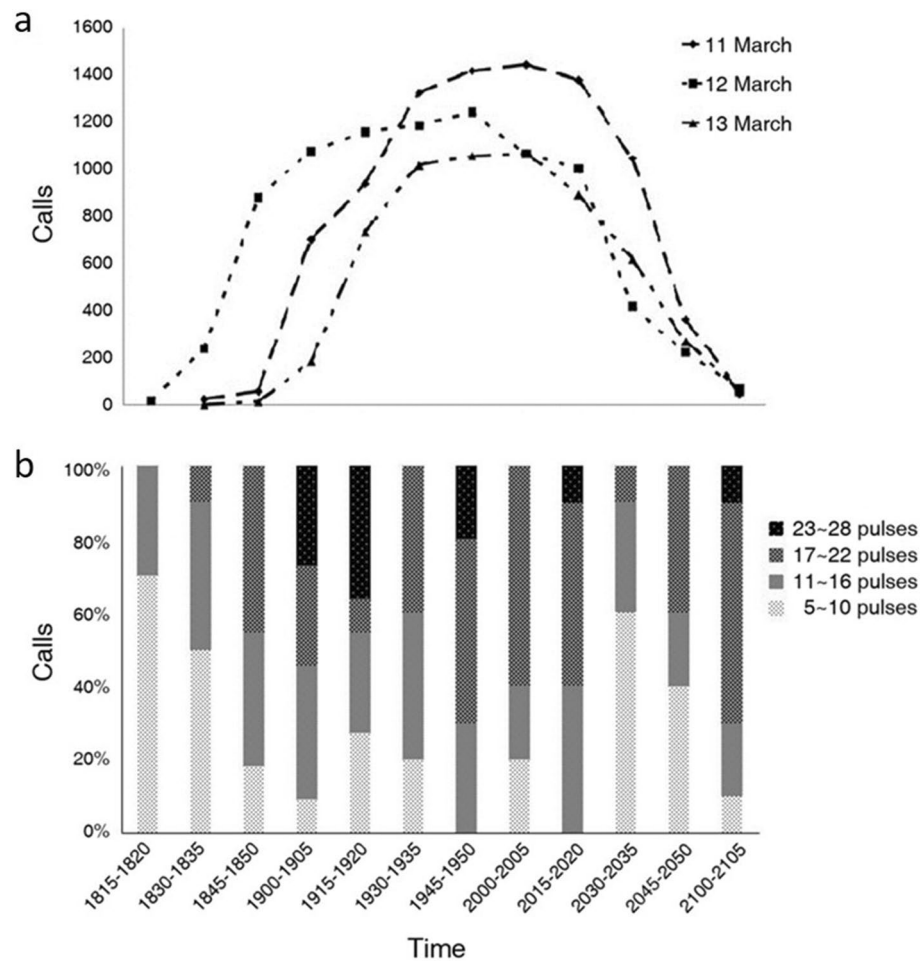 a
1600
1400
1200
1000
800
600
400
200
0
Calls
11 March
12 March
13 March
b
100%
80%
60%
40%
20%
0%
Calls
23~28 pulses
17~22 pulses
11~16 pulses
5~10 pulses
1815-1820
1830-1835
1845-1850
1900-1905
1915-1920
1930-1935
1945-1950
2000-2005
2015-2020
2030-2035
2045-2050
2100-2105
Time